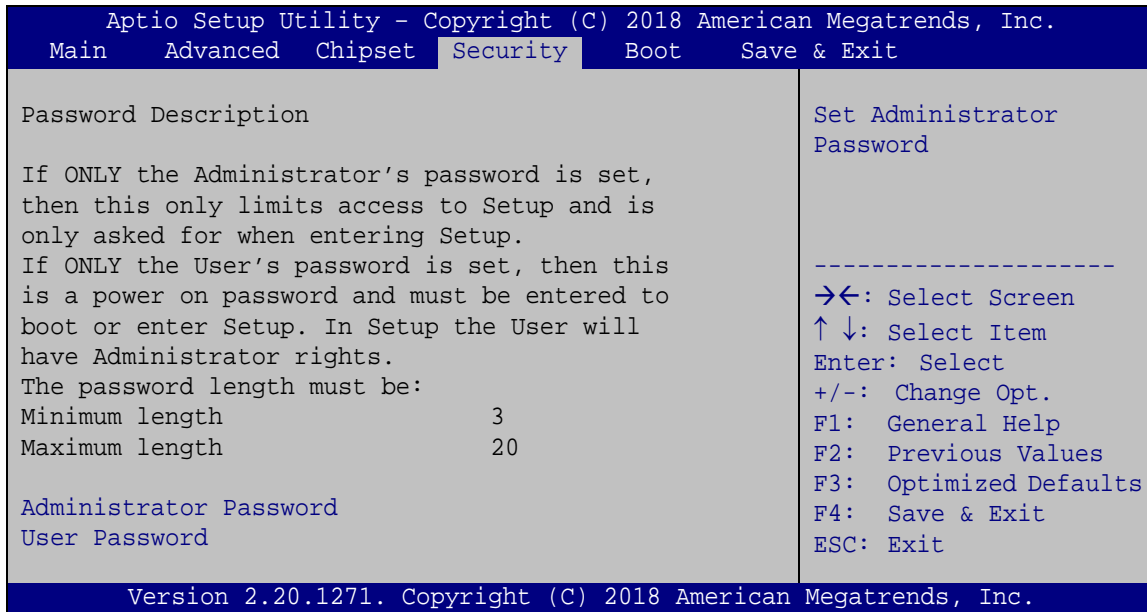 Aptio Setup Utility – Copyright (C) 2018 American Megatrends, Inc.
Main Advanced Chipset Security Boot Save & Exit
Password Description
If ONLY the Administrator’s password is set,
then this only limits access to Setup and is
only asked for when entering Setup.
If ONLY the User’s password is set, then this
is a power on password and must be entered to
boot or enter Setup. In Setup the User will
have Administrator rights.
The password length must be:
Minimum length 3
Maximum length 20
Administrator Password
User Password
Set Administrator
Password
---------------------
→←: Select Screen
↑ ↓: Select Item
Enter: Select
+/-: Change Opt.
F1: General Help
F2: Previous Values
F3: Optimized Defaults
F4: Save & Exit
ESC: Exit
Version 2.20.1271. Copyright (C) 2018 American Megatrends, Inc.